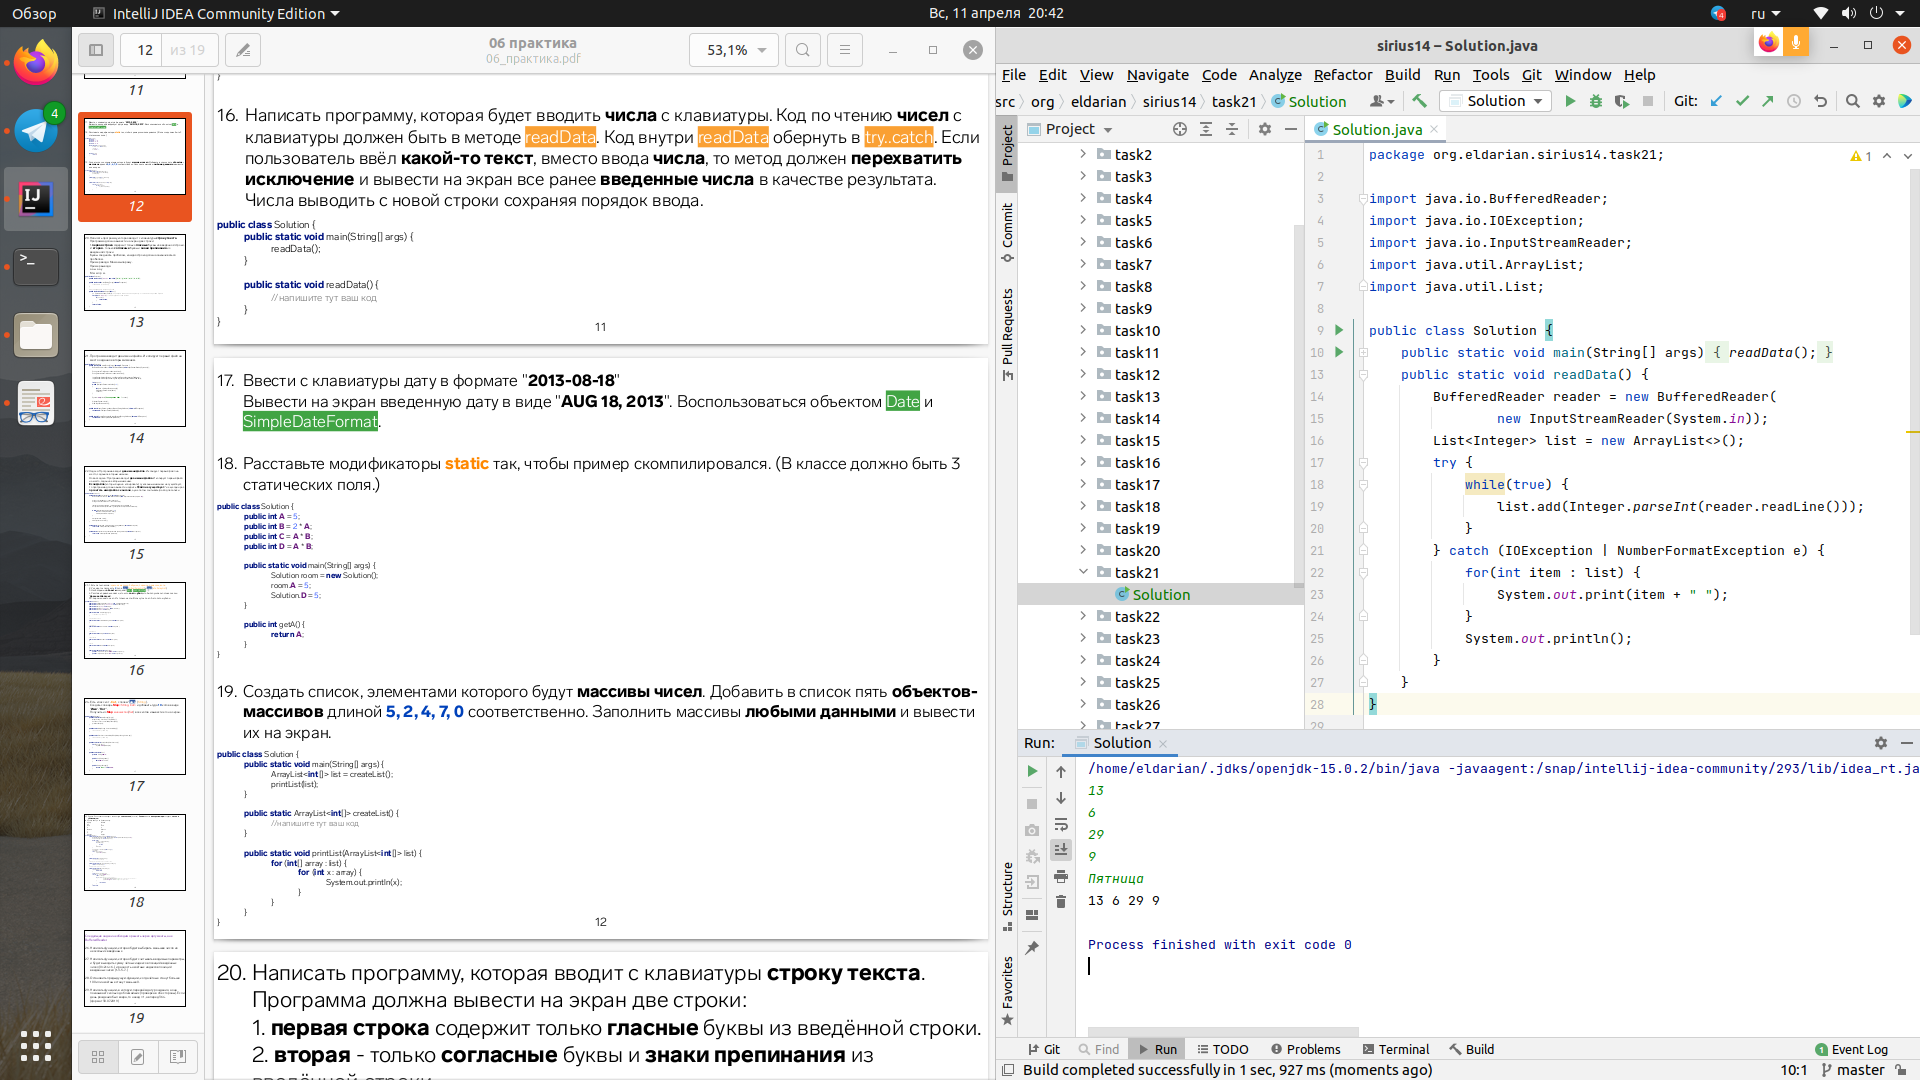 Обзор
IntelliJ IDEA Community Edition
Вс, 11 апреля 20:42
ru
4
12
из 19
06 практика
06_практика.pdf
53,1%
11
12
13
14
15
16
17
18
19
16. Написать программу, которая будет вводить числа с клавиатуры. Код по чтению чисел с
клавиатуры должен быть в методе readData. Код внутри readData обернуть в try..catch. Если
пользователь ввёл какой-то текст, вместо ввода числа, то метод должен перехватить
исключение и вывести на экран все ранее введенные числа в качестве результата.
Числа выводить с новой строки сохраняя порядок ввода.
public class Solution {
public static void main(String[] args) {
readData();
}
public static void readData() {
//напишите тут ваш код
}
}
11
17. Ввести с клавиатуры дату в формате "2013-08-18"
Вывести на экран введенную дату в виде "AUG 18, 2013". Воспользоваться объектом Date и
SimpleDateFormat.
18. Расставьте модификаторы static так, чтобы пример скомпилировался. (В классе должно быть 3
статических поля.)
public class Solution {
public int A = 5;
public int B = 2 * A;
public int C = A * B;
public int D = A * B;
public static void main(String[] args) {
Solution room = new Solution();
room.A = 5;
Solution.D = 5;
}
public int getA() {
return A;
}
}
19. Создать список, элементами которого будут массивы чисел. Добавить в список пять объектов-
массивов длиной 5, 2, 4, 7, 0 соответственно. Заполнить массивы любыми данными и вывести
их на экран.
public class Solution {
public static void main(String[] args) {
ArrayList<int[]> list = createList();
printList(list);
}
public static ArrayList<int[]> createList() {
//напишите тут ваш код
}
public static void printList(ArrayList<int[]> list) {
for (int[] array : list) {
for (int x : array) {
System.out.println(x);
}
}
}
}
12
20. Написать программу, которая вводит с клавиатуры строку текста.
Программа должна вывести на экран две строки:
1. первая строка содержит только гласные буквы из введённой строки.
2. вторая - только согласные буквы и знаки препинания из
введённой строки
sirius14 – Solution.java
File Edit View Navigate Code Analyze Refactor Build Run Tools Git Window Help
src org eldarian sirius14 task21 Solution
Solution
Git:
Project
Commit
Pull Requests
Structure
Favorites
Project
task2
task3
task4
task5
task6
task7
task8
task9
task10
task11
task12
task13
task14
task15
task16
task17
task18
task19
task20
task21
Solution
task22
task23
task24
task25
task26
task27
Solution.java
1
1 package org.eldarian.sirius14.task21;
2
3 import java.io.BufferedReader;
4 import java.io.IOException;
5 import java.io.InputStreamReader;
6 import java.util.ArrayList;
7 import java.util.List;
8
9 public class Solution {
10 public static void main(String[] args) { readData(); }
13 public static void readData() {
14 BufferedReader reader = new BufferedReader(
15 new InputStreamReader(System.in));
16 List<Integer> list = new ArrayList<>();
17 try {
18 while(true) {
19 list.add(Integer.parseInt(reader.readLine()));
20 }
21 } catch (IOException | NumberFormatException e) {
22 for(int item : list) {
23 System.out.print(item + " ");
24 }
25 System.out.println();
26 }
27 }
28 }
29
Run: Solution
/home/eldarian/.jdks/openjdk-15.0.2/bin/java -javaagent:/snap/intellij-idea-community/293/lib/idea_rt.ja
13
6
29
9
Пятница
13 6 29 9
Process finished with exit code 0
Git Find Run TODO Problems Terminal Build
1 Event Log
Build completed successfully in 1 sec, 927 ms (moments ago)
10:1 master